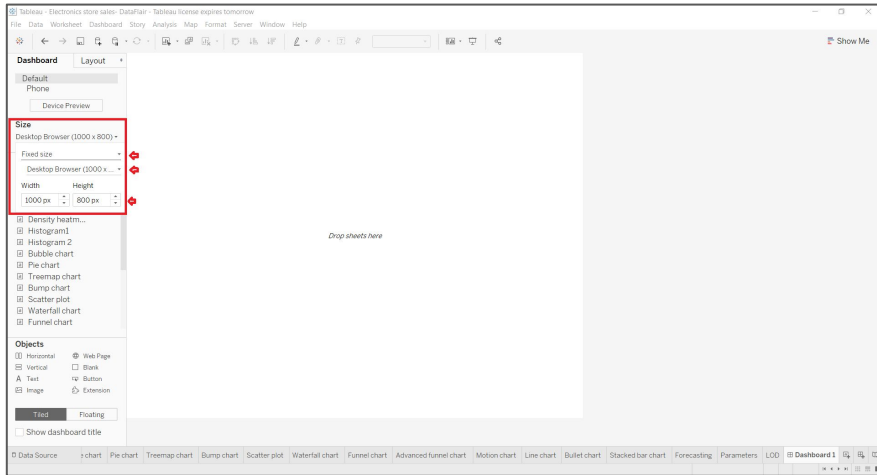 Tableau - Electronics store sales- DataFlair - Tableau license expires tomorrow
File Data Worksheet Dashboard Story Analysis Map Format Server Window Help
Show Me
Dashboard Layout
Default
Phone
Device Preview
Size
Desktop Browser (1000 x 800)
Fixed size
Desktop Browser (1000 x ...
Width Height
1000 px 800 px
Density heatm...
Histogram1
Histogram 2
Bubble chart
Pie chart
Treemap chart
Bump chart
Scatter plot
Waterfall chart
Funnel chart
Drop sheets here
Objects
Horizontal Web Page
Vertical Blank
A Text Button
Image Extension
Tiled Floating
Show dashboard title
Data Source e chart Pie chart Treemap chart Bump chart Scatter plot Waterfall chart Funnel chart Advanced funnel chart Motion chart Line chart Bullet chart Stacked bar chart Forecasting Parameters LOD Dashboard 1